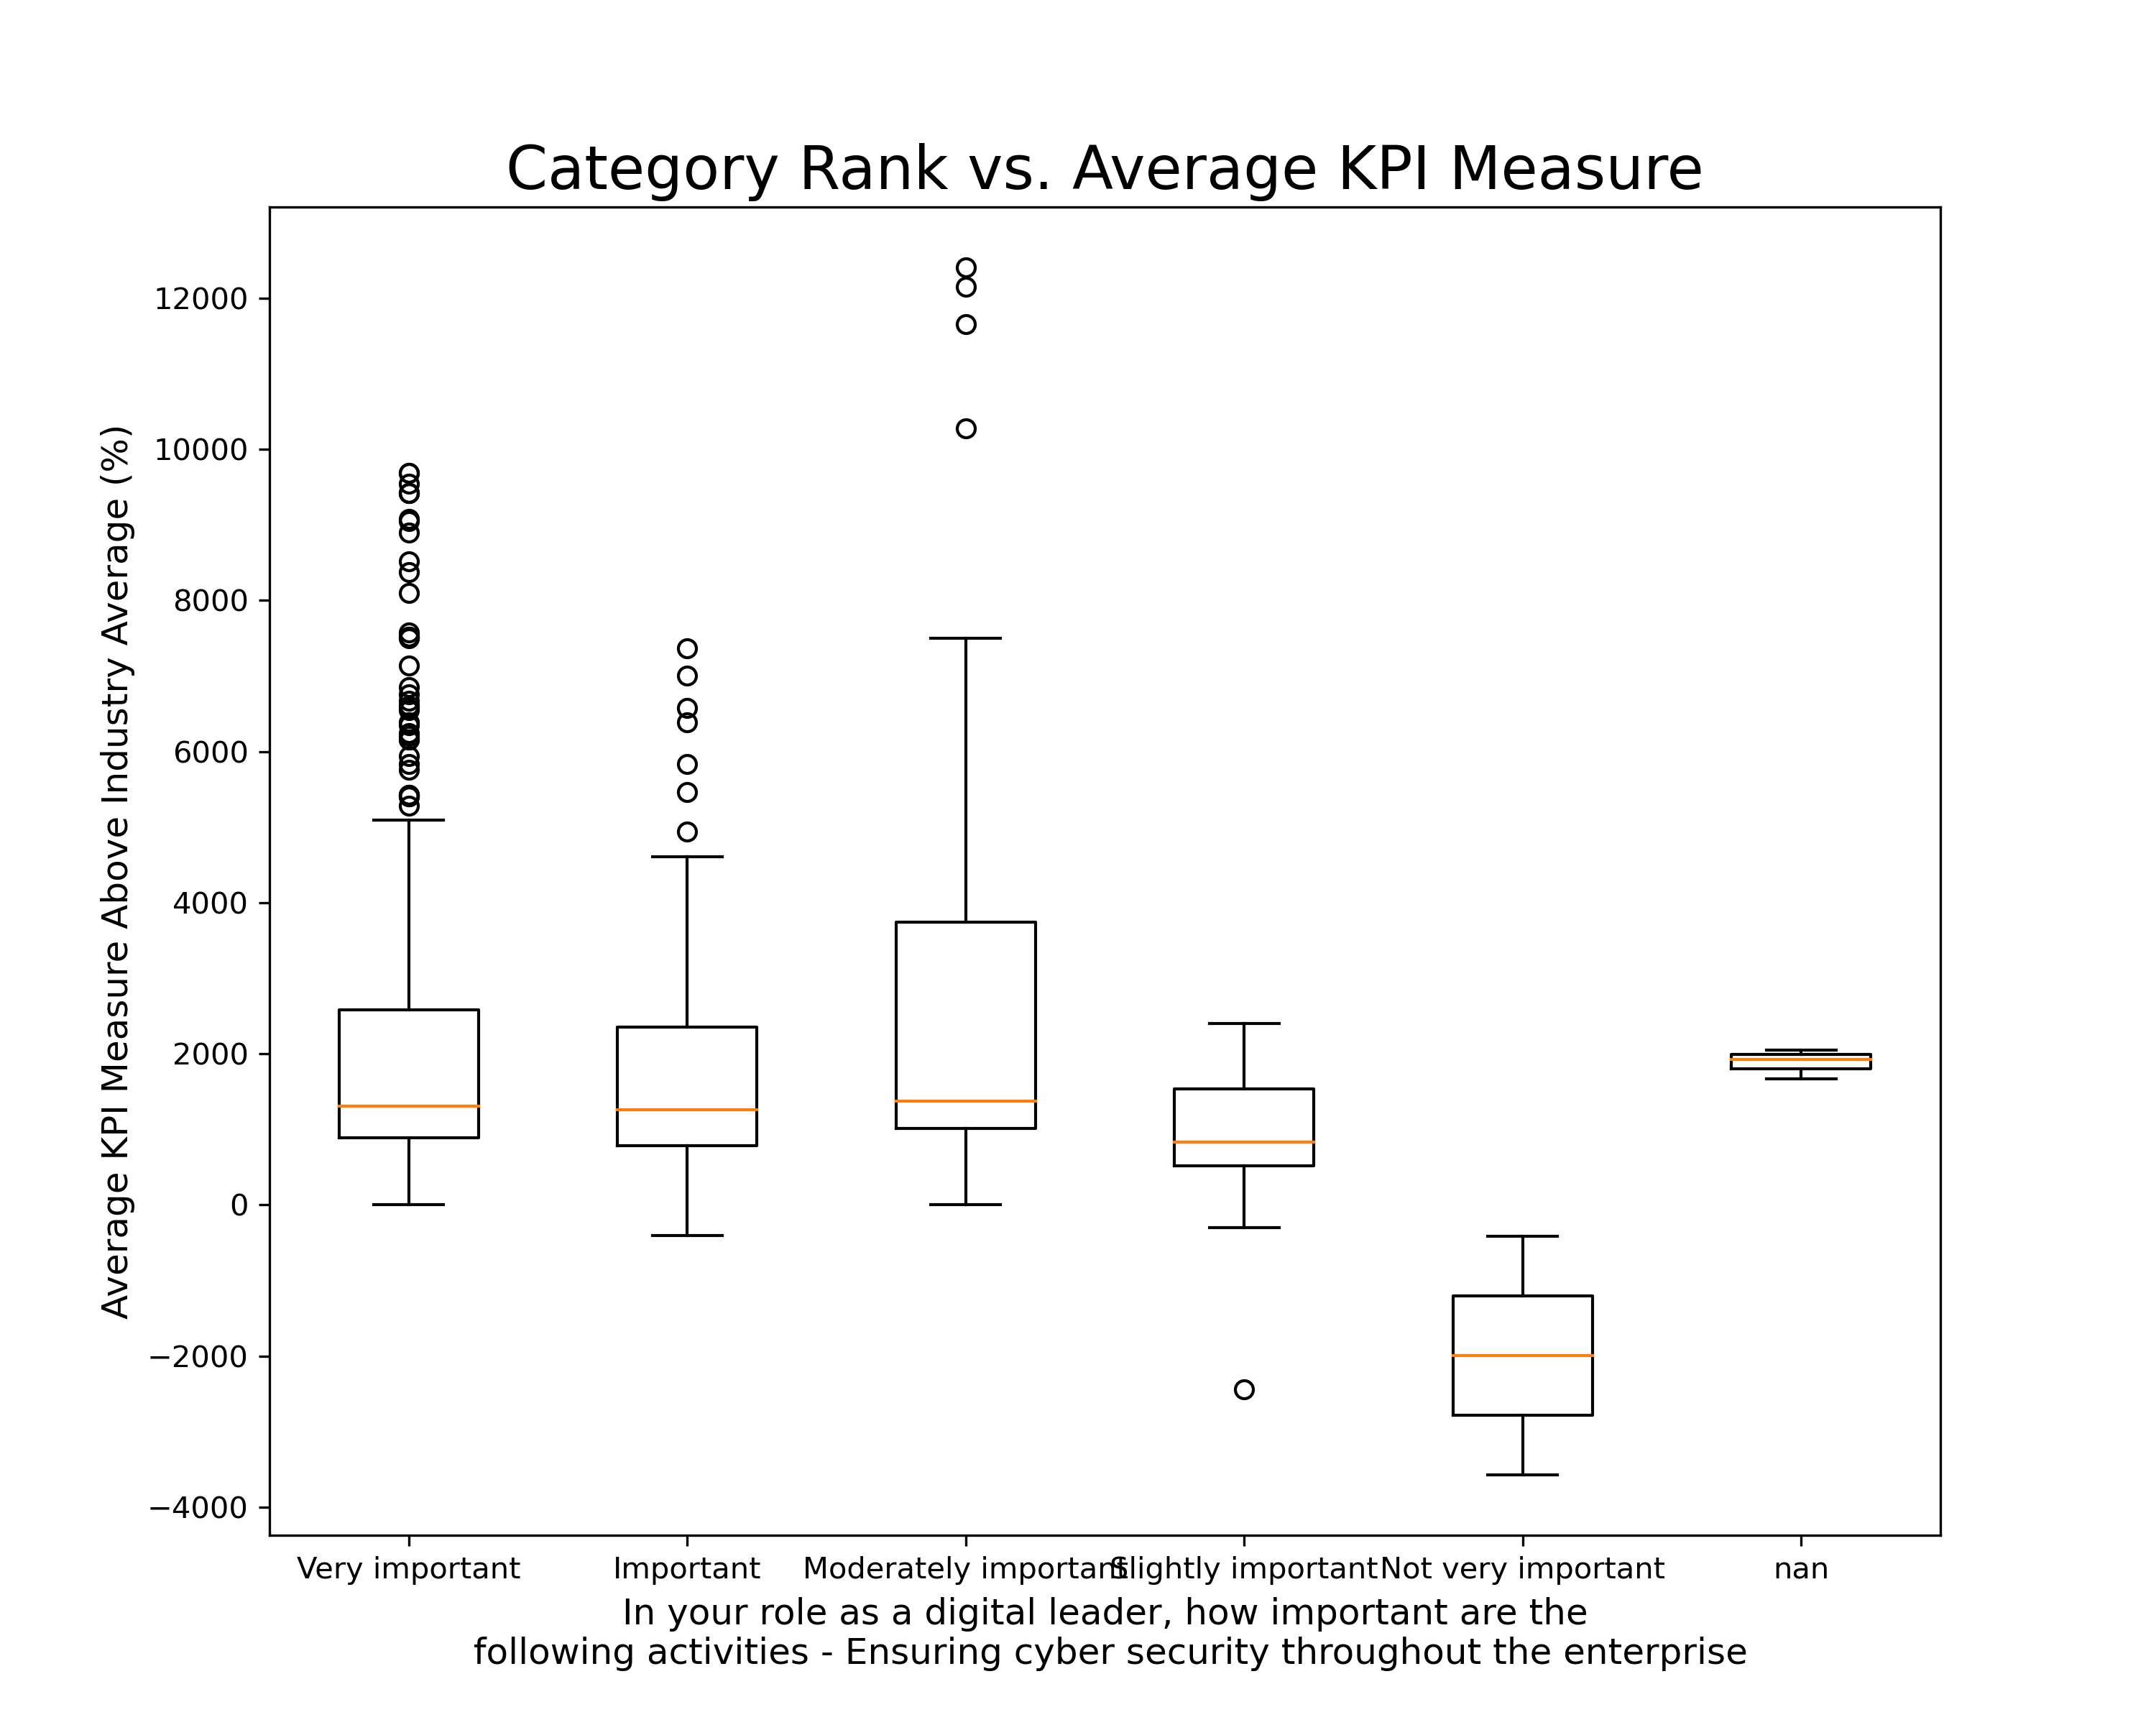 Category Rank vs. Average KPI Measure
Average KPI Measure Above Industry Average (%)
12000
10000
8000
6000
4000
2000
0
−2000
−4000
Very important
Important
Moderately important
Slightly important
Not very important
nan
In your role as a digital leader, how important are the
following activities - Ensuring cyber security throughout the enterprise